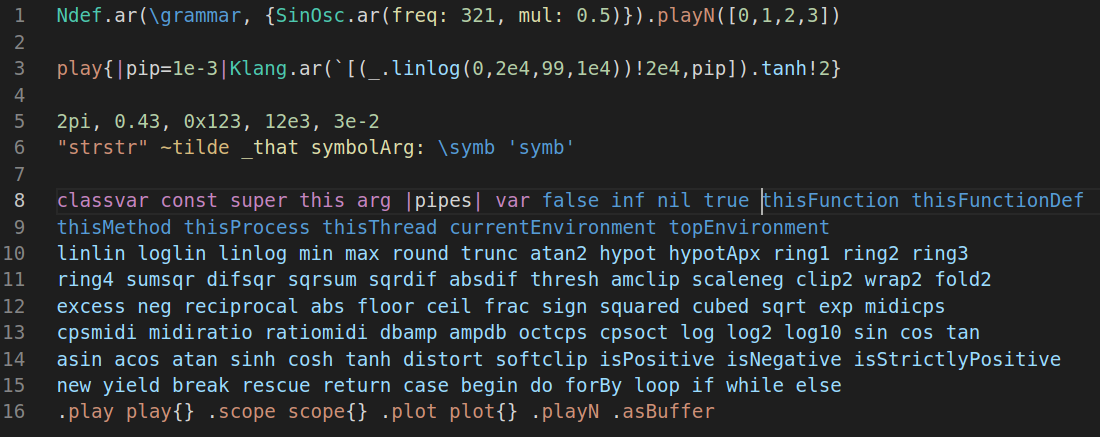 1 Ndef.ar(\grammar, {SinOsc.ar(freq: 321, mul: 0.5)}).playN([0,1,2,3])
2
3 play{|pip=1e-3|Klang.ar(`[(_.linlog(0,2e4,99,1e4))!2e4,pip]).tanh!2}
4
5 2pi, 0.43, 0x123, 12e3, 3e-2
6 "strstr" ~tilde _that symbolArg: \symb 'symb'
7
8 classvar const super this arg |pipes| var false inf nil true thisFunction thisFunctionDef
9 thisMethod thisProcess thisThread currentEnvironment topEnvironment
10 linlin loglin linlog min max round trunc atan2 hypot hypotApx ring1 ring2 ring3
11 ring4 sumsqr difsqr sqrsum sqrdif absdif thresh amclip scaleneg clip2 wrap2 fold2
12 excess neg reciprocal abs floor ceil frac sign squared cubed sqrt exp midicps
13 cpsmidi midiratio ratiomidi dbamp ampdb octcps cpsoct log log2 log10 sin cos tan
14 asin acos atan sinh cosh tanh distort softclip isPositive isNegative isStrictlyPositive
15 new yield break rescue return case begin do forBy loop if while else
16 .play play{} .scope scope{} .plot plot{} .playN .asBuffer